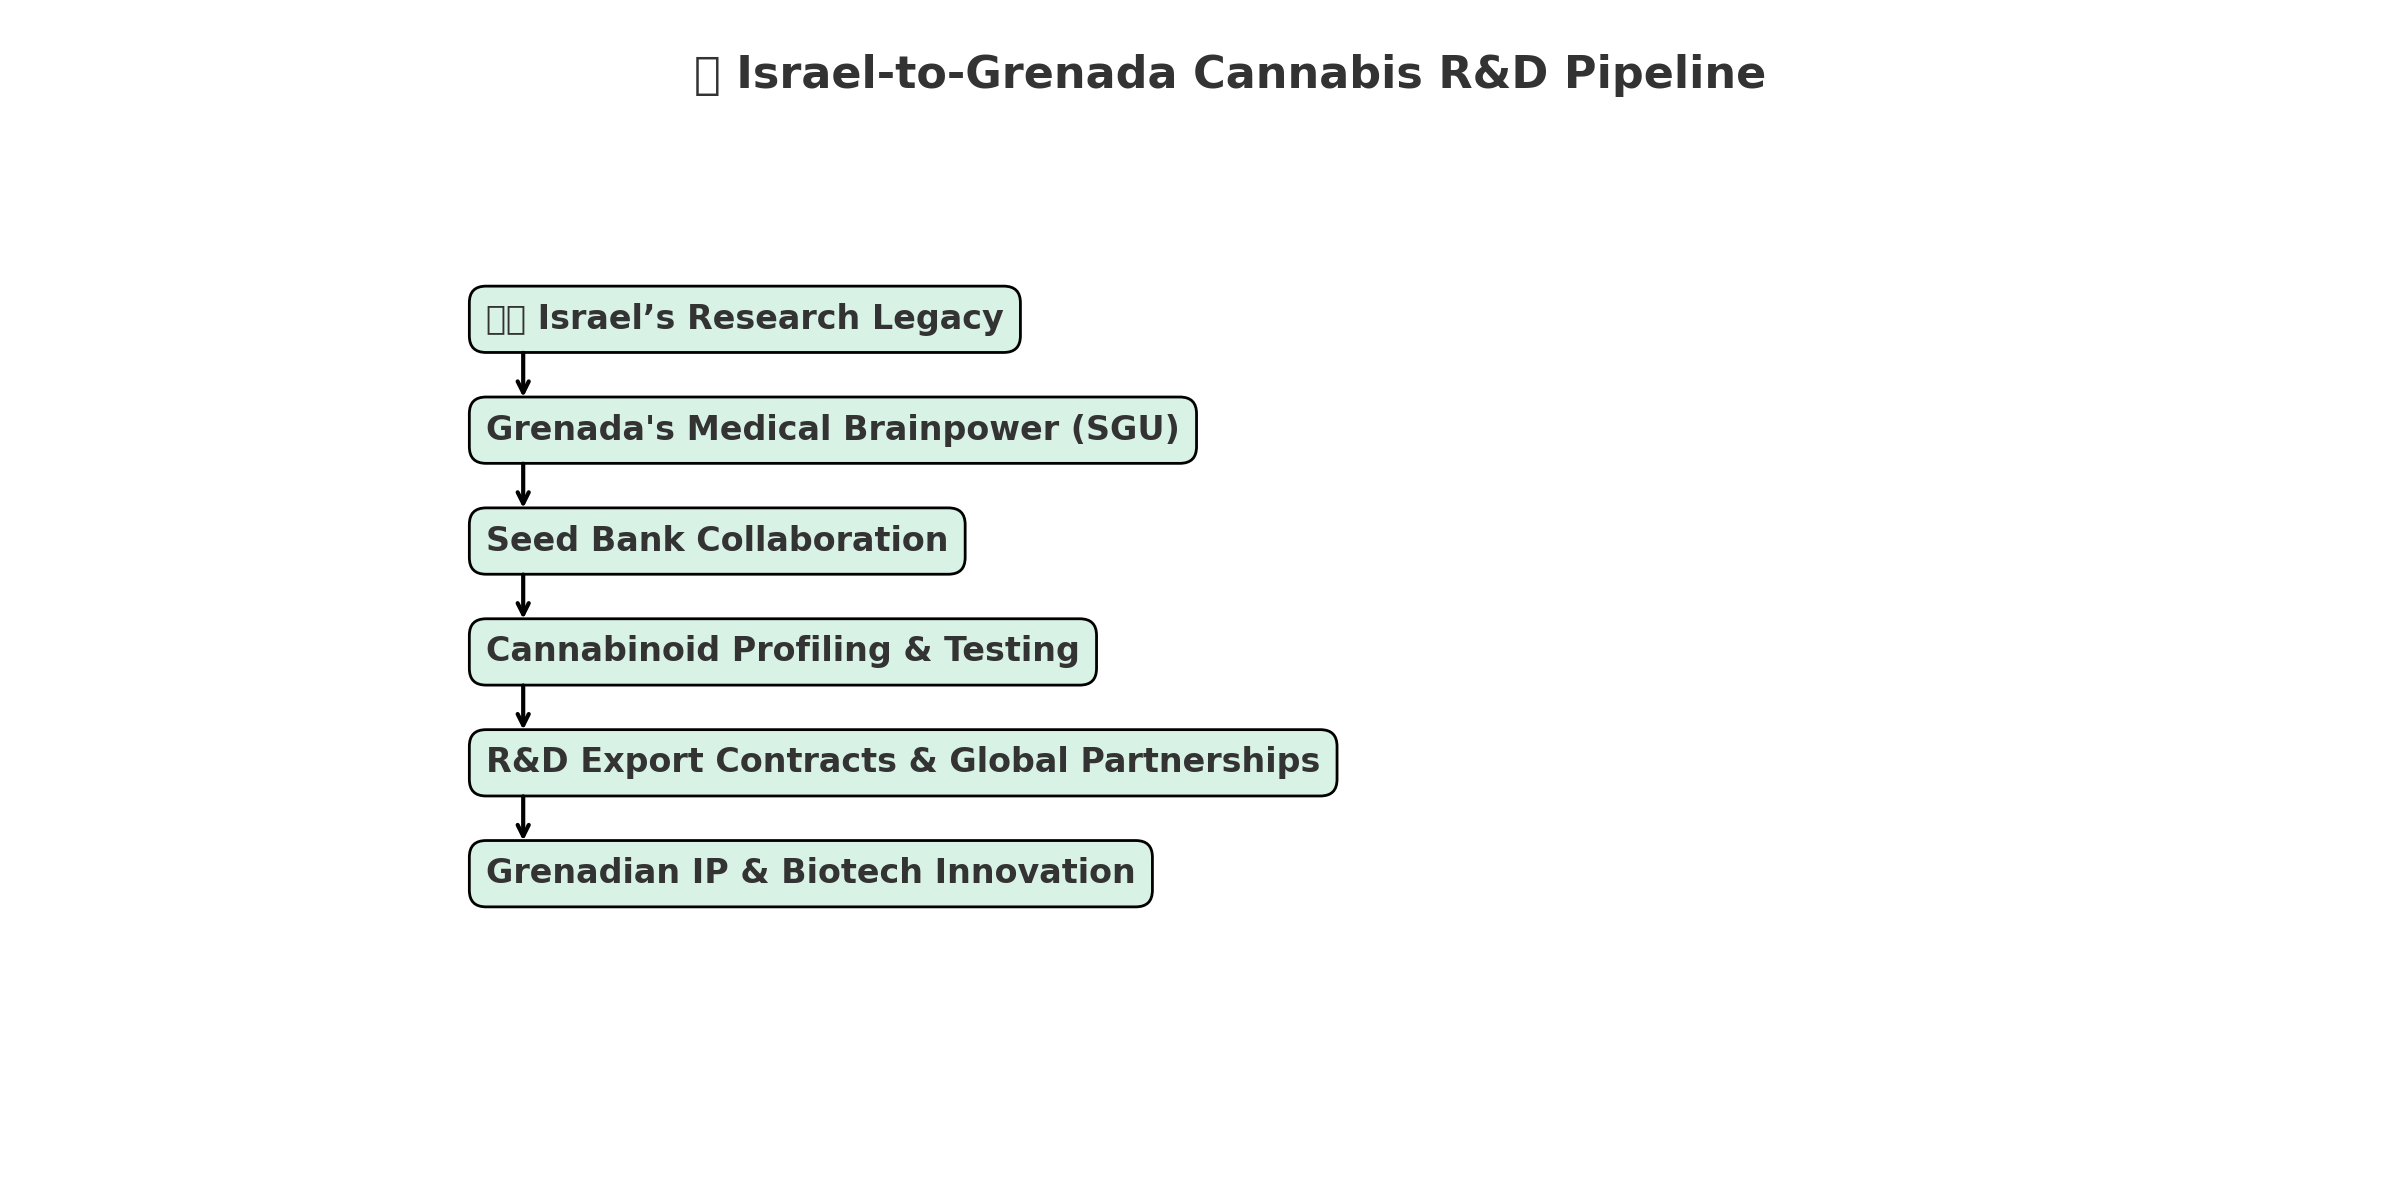 Israel-to-Grenada Cannabis R&D Pipeline
Israel’s Research Legacy
Grenada's Medical Brainpower (SGU)
Seed Bank Collaboration
Cannabinoid Profiling & Testing
R&D Export Contracts & Global Partnerships
Grenadian IP & Biotech Innovation